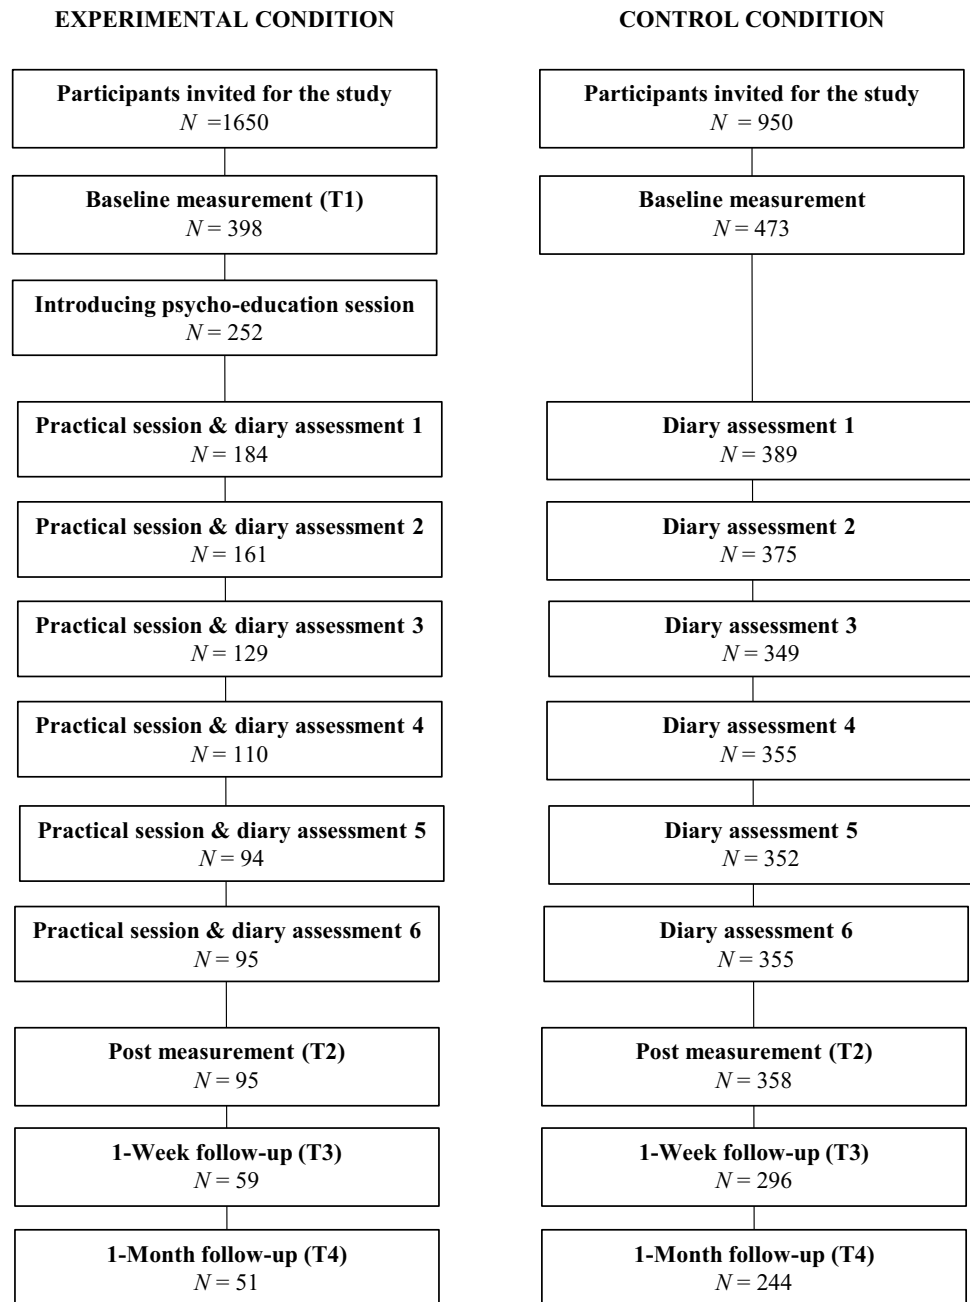 EXPERIMENTAL CONDITION
CONTROL CONDITION
Participants invited for the study
N =1650
Participants invited for the study
N = 950
Baseline measurement (T1)
N = 398
Baseline measurement
N = 473
Introducing psycho-education session
N = 252
Practical session & diary assessment 1
N = 184
Diary assessment 1
N = 389
Practical session & diary assessment 2
N = 161
Diary assessment 2
N = 375
Practical session & diary assessment 3
N = 129
Diary assessment 3
N = 349
Practical session & diary assessment 4
N = 110
Diary assessment 4
N = 355
Practical session & diary assessment 5
N = 94
Diary assessment 5
N = 352
Practical session & diary assessment 6
N = 95
Diary assessment 6
N = 355
Post measurement (T2)
N = 95
Post measurement (T2)
N = 358
1-Week follow-up (T3)
N = 59
1-Week follow-up (T3)
N = 296
1-Month follow-up (T4)
N = 51
1-Month follow-up (T4)
N = 244